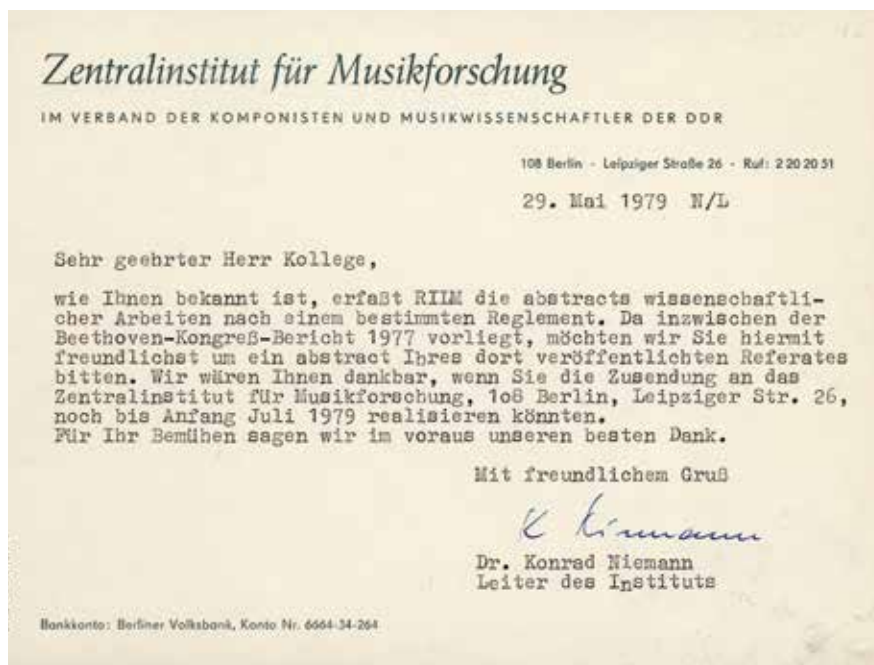 Zentralinstitut für Musikforschung
IM VERBAND DER KOMPONISTEN UND MUSIKWISSENSCHAFTLER DER DDR
108 Berlin - Leipziger Straße 26 - Ruf: 2 20 20 51
29. Mai 1979 N/L
Sehr geehrter Herr Kollege,
wie Ihnen bekannt ist, erfaßt RIIM die abstracts wissenschaftli-
cher Arbeiten nach einem bestimmten Reglement. Da inzwischen der
Beethoven-Kongreß-Bericht 1977 vorliegt, möchten wir Sie hiermit
freundlichst um ein abstract Ihres dort veröffentlichten Referates
bitten. Wir wären Ihnen dankbar, wenn Sie die Zusendung an das
Zentralinstitut für Musikforschung, 1o8 Berlin, Leipziger Str. 26,
noch bis Anfang Juli 1979 realisieren könnten.
Für Ihr Bemühen sagen wir im voraus unseren besten Dank.
Mit freundlichem Gruß
K Niemann
Dr. Konrad Niemann
Leiter des Instituts
Bankkonto: Berliner Volksbank, Konto Nr. 6664-34-264